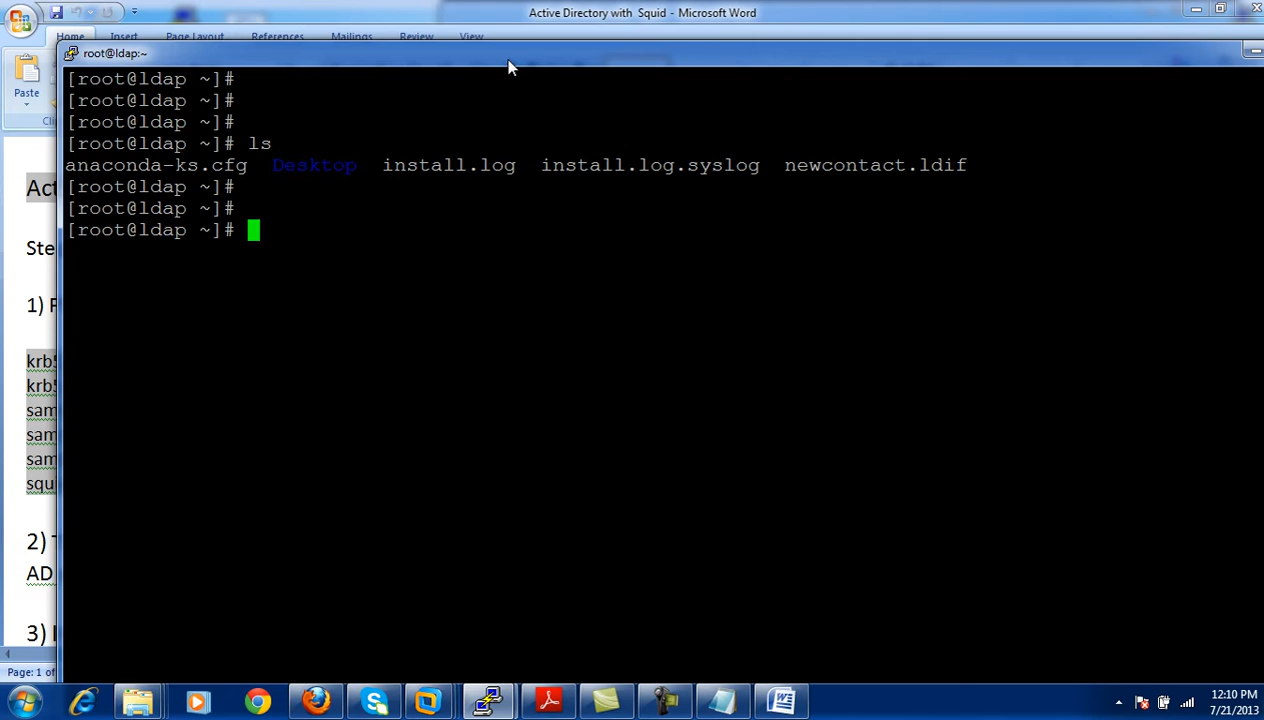 Active Directory with Squid - Microsoft Word
Home Insert Page Layout References Mailings Review View
root@ldap:~
Paste
[root@ldap ~]#
[root@ldap ~]#
[root@ldap ~]#
[root@ldap ~]# ls
anaconda-ks.cfg Desktop install.log install.log.syslog newcontact.ldif
[root@ldap ~]#
[root@ldap ~]#
[root@ldap ~]#
Act
Ste
1) F
krb5
krb5
sam
sam
sam
squi
2) T
AD
3) I
Page: 1 of
12:10 PM
7/21/2013